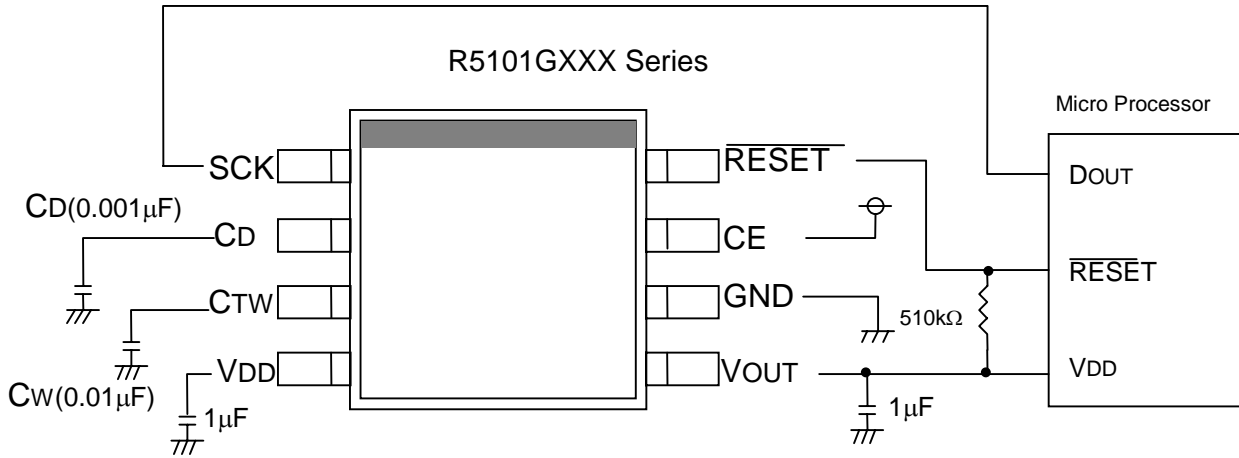 R5101GXXX Series
Micro Processor
SCK
RESET
DOUT
CD(0.001μF)
CD
CE
RESET
CTW
GND
510kΩ
VDD
VOUT
VDD
CW(0.01μF)
1μF
1μF